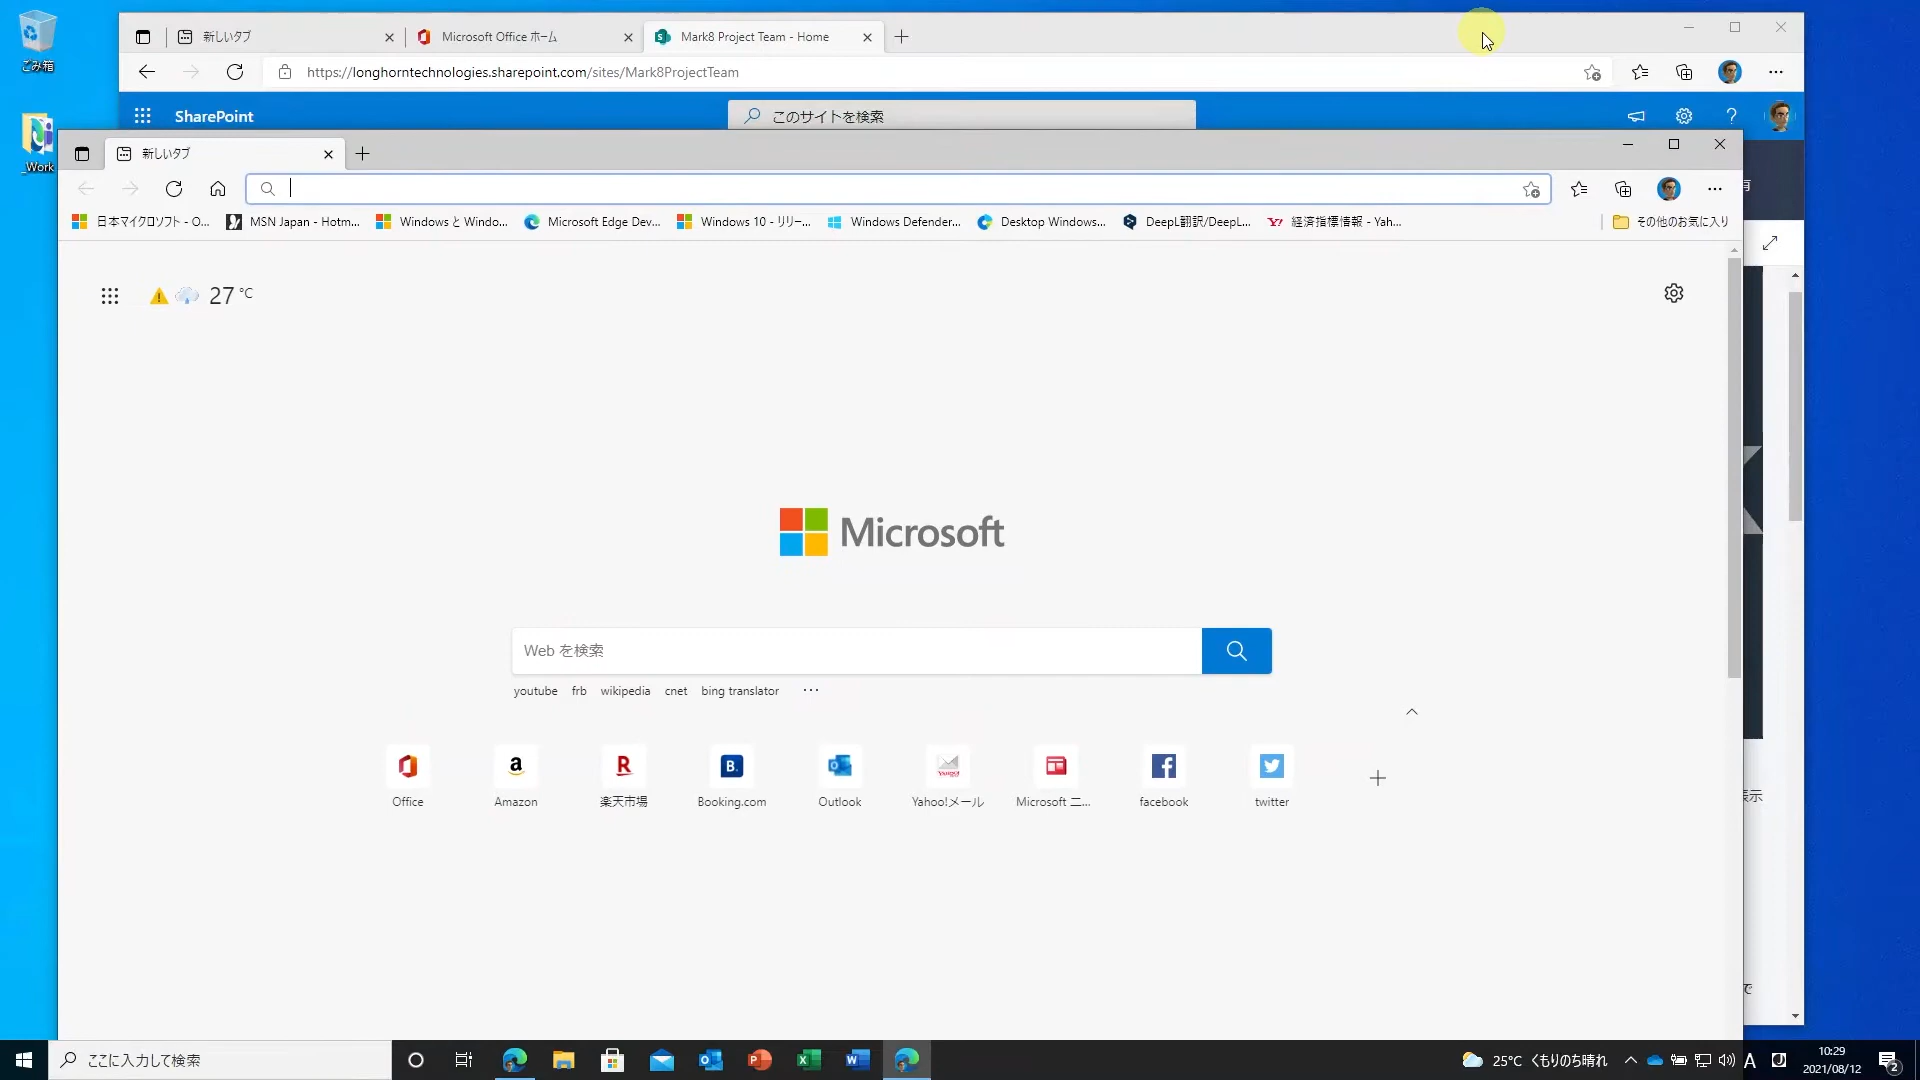 ごみ箱
_Work
新しいタブ
Microsoft Office ホーム
Mark8 Project Team - Home
https://longhorntechnologies.sharepoint.com/sites/Mark8ProjectTeam
SharePoint
このサイトを検索
新しいタブ
日本マイクロソフト - O...
MSN Japan - Hotm...
Windows と Windo...
Microsoft Edge Dev...
Windows 10 - リリー...
Windows Defender...
Desktop Windows...
DeepL翻訳/DeepL...
経済指標情報 - Yah...
その他のお気に入り
27 °C
Microsoft
Web を検索
youtube frb wikipedia cnet bing translator ...
Office
Amazon
楽天市場
Booking.com
Outlook
Yahoo!メール
Microsoft ニ...
facebook
twitter
表示
で
ここに入力して検索
25°C くもりのち晴れ
A
10:29
2021/08/12
2